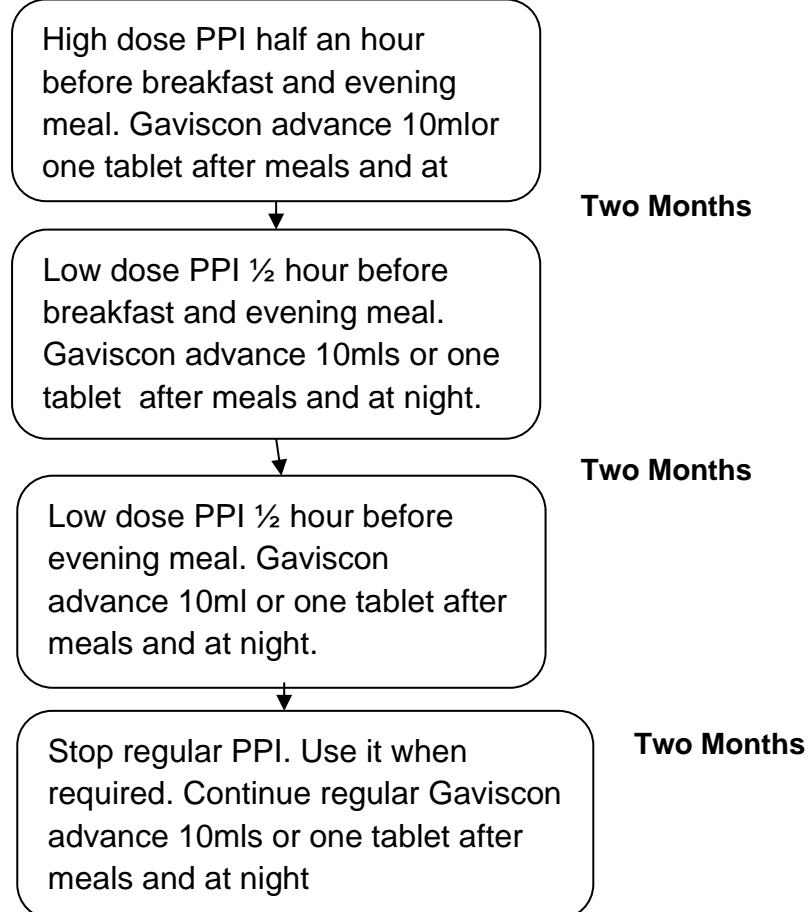 High dose PPI half an hour
before breakfast and evening
meal. Gaviscon advance 10mlor
one tablet after meals and at
Two Months
Low dose PPI ½ hour before
breakfast and evening meal.
Gaviscon advance 10mls or one
tablet  after meals and at night.
Two Months
Low dose PPI ½ hour before
evening meal. Gaviscon
advance 10ml or one tablet after
meals and at night.
Two Months
Stop regular PPI. Use it when
required. Continue regular Gaviscon
advance 10mls or one tablet after
meals and at night